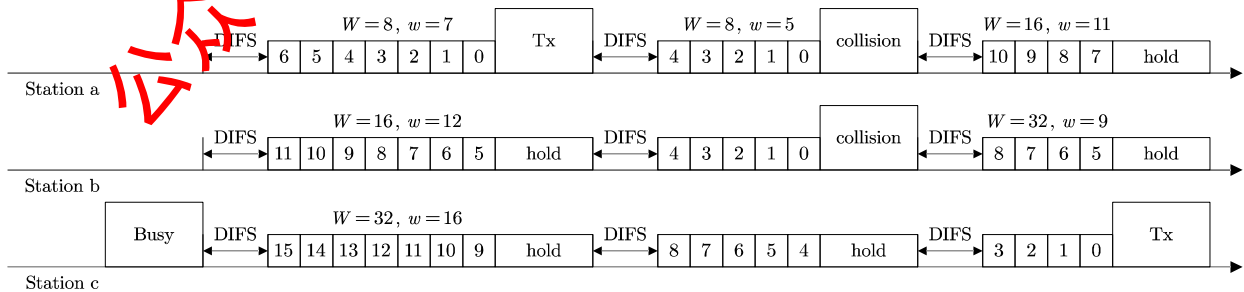 W = 8, w = 7
W = 8, w = 5
W = 16, w = 11
DIFS 6 5 4 3 2 1 0 Tx DIFS 4 3 2 1 0 collision DIFS 10 9 8 7 hold
Station a
W = 16, w = 12
W = 32, w = 9
DIFS 11 10 9 8 7 6 5 hold DIFS 4 3 2 1 0 collision DIFS 8 7 6 5 hold
Station b
W = 32, w = 16
Busy DIFS 15 14 13 12 11 10 9 hold DIFS 8 7 6 5 4 hold DIFS 3 2 1 0 Tx
Station c